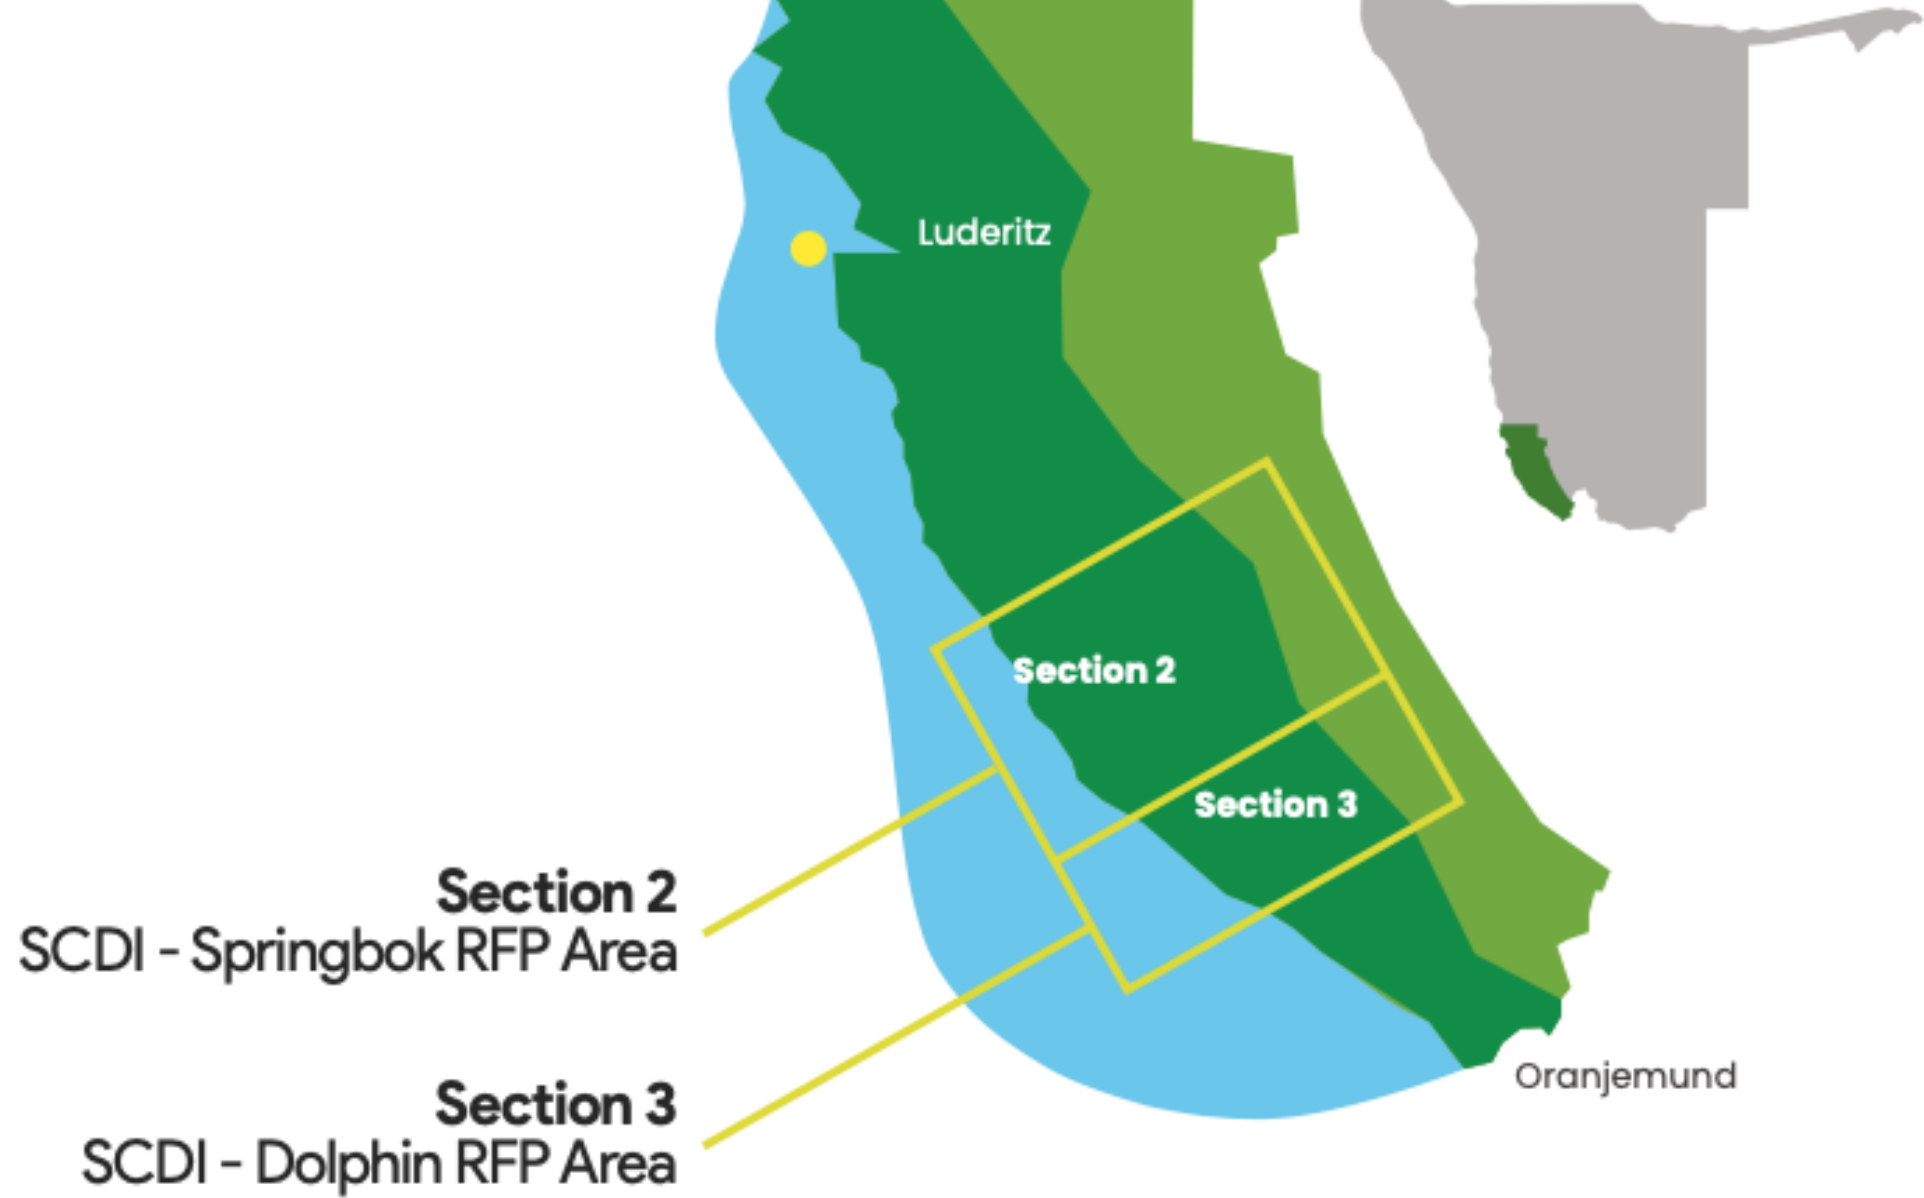 Luderitz
Section 2
Section 3
Section 2
SCDI - Springbok RFP Area
Section 3
SCDI - Dolphin RFP Area
Oranjemund